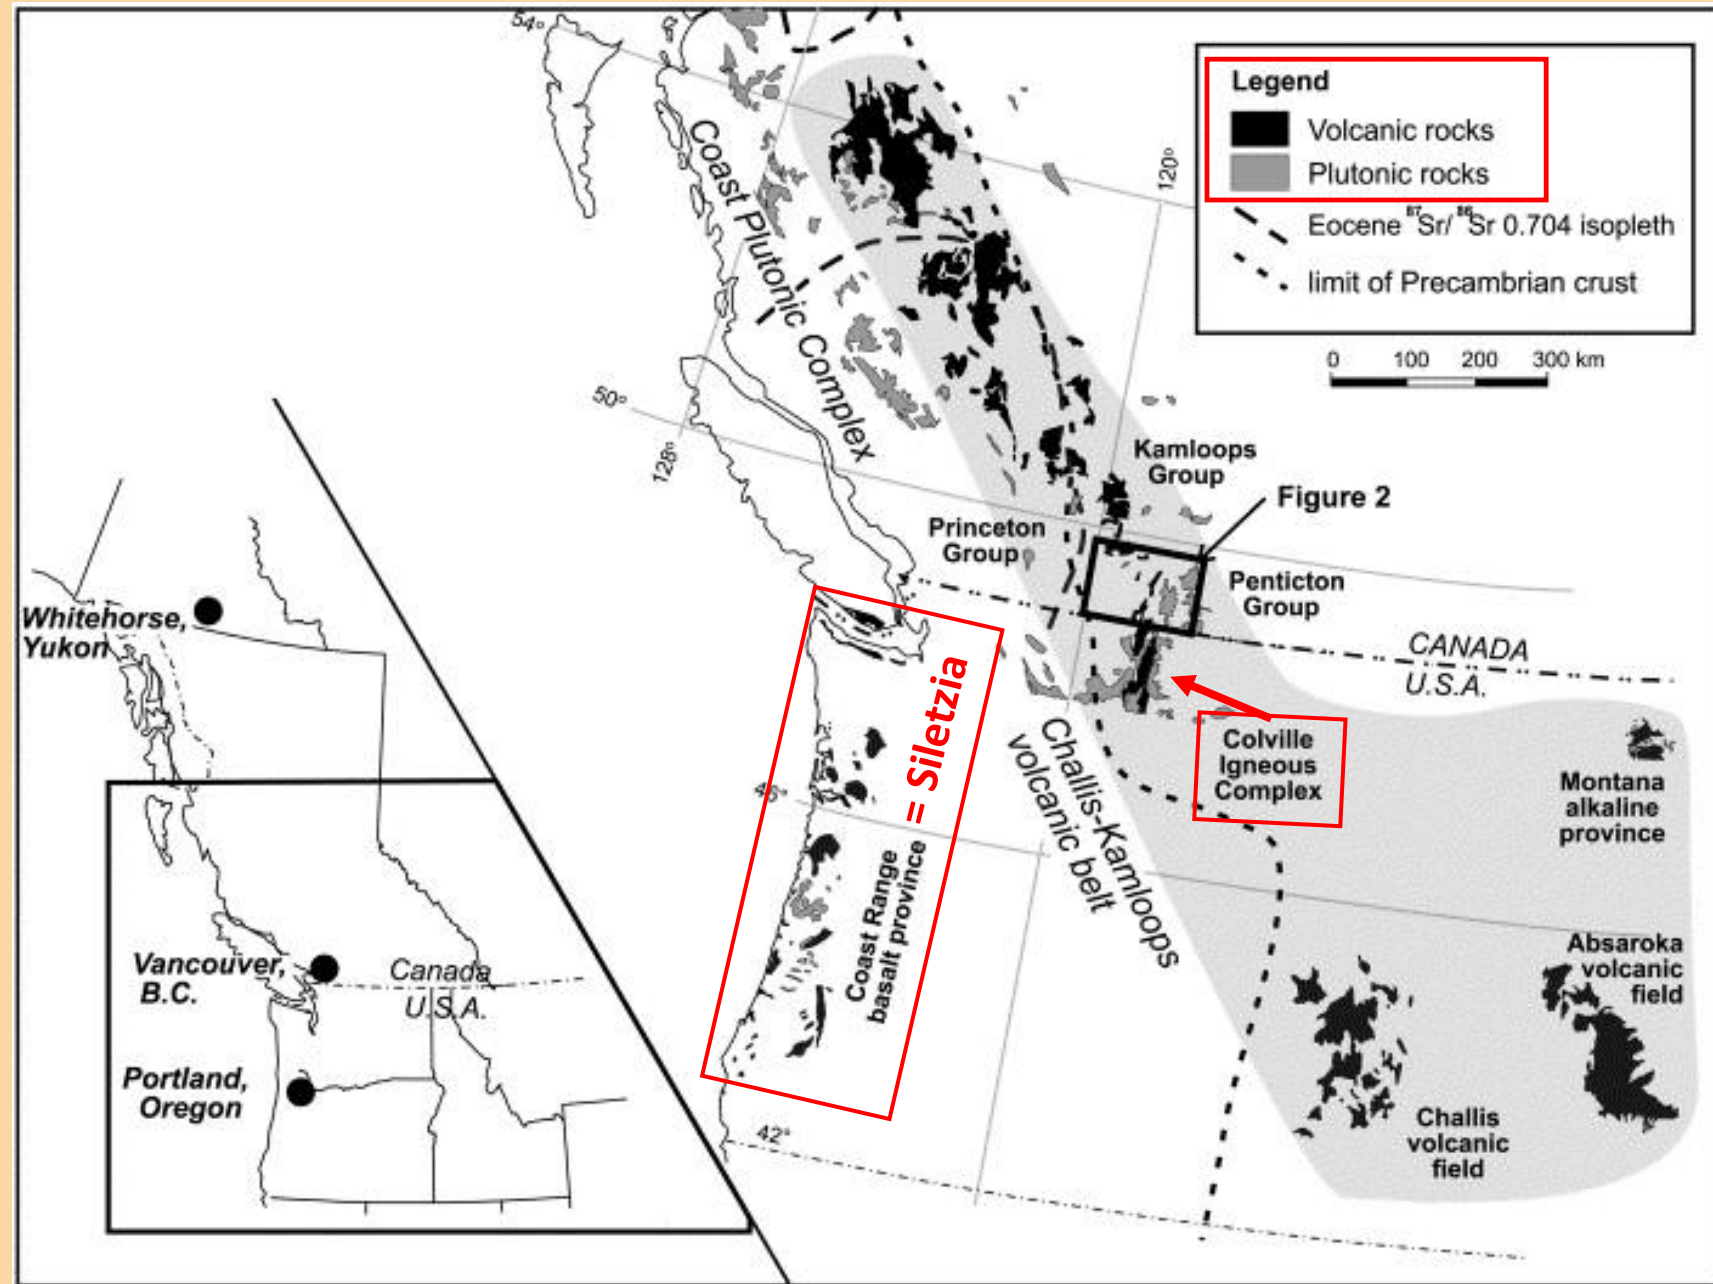 54°
Legend
Volcanic rocks
Plutonic rocks
Eocene ⁸⁷Sr/ ⁸⁶Sr 0.704 isopleth
limit of Precambrian crust
0 100 200 300 km
120°
Coast Plutonic Complex
50°
128°
Kamloops
Group
Figure 2
Princeton
Group
Penticton
Group
CANADA
U.S.A.
= Siletzia
Coast Range
basalt province
46°
Challis-Kamloops
volcanic belt
Colville
Igneous
Complex
Montana
alkaline
province
Absaroka
volcanic
field
Challis
volcanic
field
42°
Whitehorse,
Yukon
Vancouver,
B.C.
Canada
U.S.A.
Portland,
Oregon